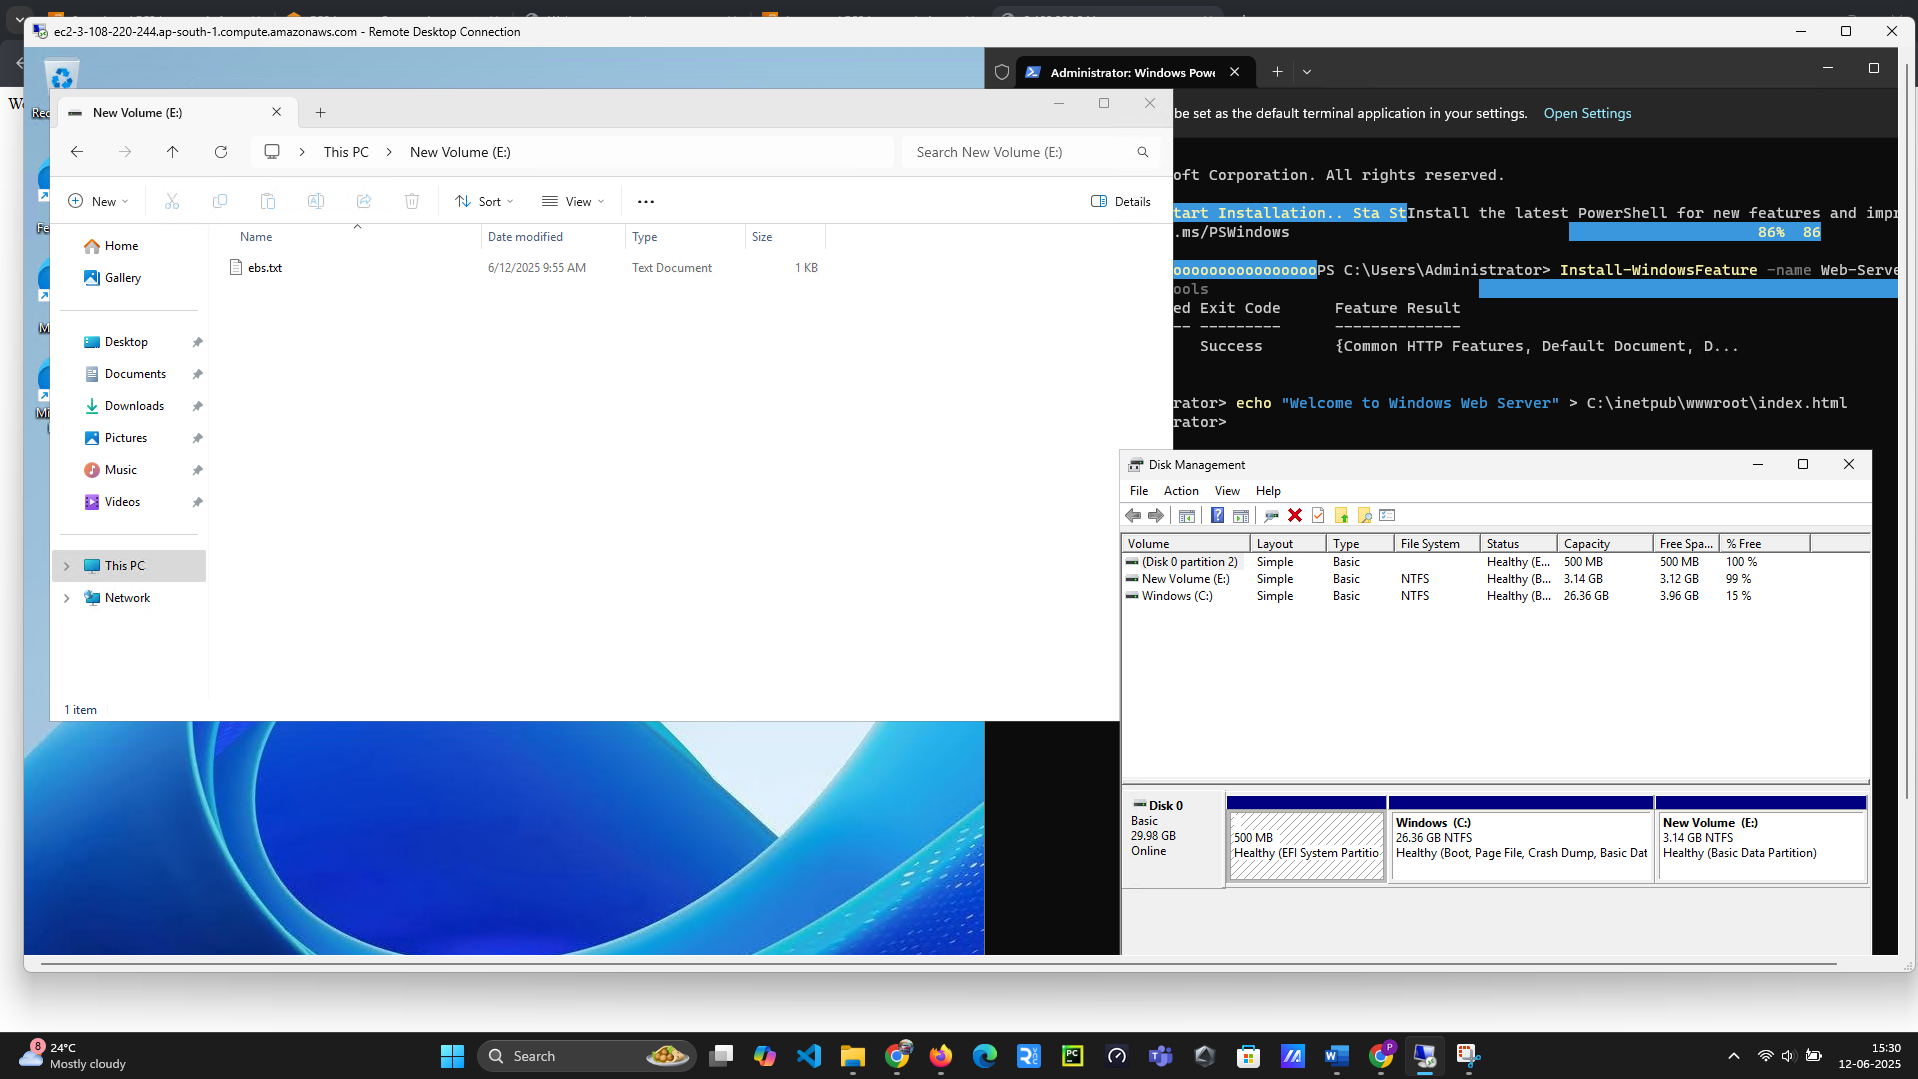 ec2-3-108-220-244.ap-south-1.compute.amazonaws.com - Remote Desktop Connection
New Volume (E:)
Administrator: Windows Powe
be set as the default terminal application in your settings. Open Settings
This PC > New Volume (E:)
Search New Volume (E:)
New
Sort
View
Details
Name
Date modified
Type
Size
ebs.txt
6/12/2025 9:55 AM
Text Document
1 KB
Home
Gallery
Desktop
Documents
Downloads
Pictures
Music
Videos
This PC
Network
1 item
oft Corporation. All rights reserved.
tart Installation.. Sta StInstall the latest PowerShell for new features and impr
.ms/PSWindows 86% 86
ooooooooooooooooPS C:\Users\Administrator> Install-WindowsFeature -name Web-Serve
ools
ed Exit Code Feature Result
-- --------- --------------
Success {Common HTTP Features, Default Document, D...
rator> echo "Welcome to Windows Web Server" > C:\inetpub\wwwroot\index.html
rator>
Disk Management
File Action View Help
Volume Layout Type File System Status Capacity Free Spa... % Free
(Disk 0 partition 2) Simple Basic Healthy (E... 500 MB 500 MB 100 %
New Volume (E:) Simple Basic NTFS Healthy (B... 3.14 GB 3.12 GB 99 %
Windows (C:) Simple Basic NTFS Healthy (B... 26.36 GB 3.96 GB 15 %
Disk 0
Basic
29.98 GB
Online
500 MB
Healthy (EFI System Partitio
Windows (C:)
26.36 GB NTFS
Healthy (Boot, Page File, Crash Dump, Basic Dat
New Volume (E:)
3.14 GB NTFS
Healthy (Basic Data Partition)
8
24°C
Mostly cloudy
Search
15:30
12-06-2025